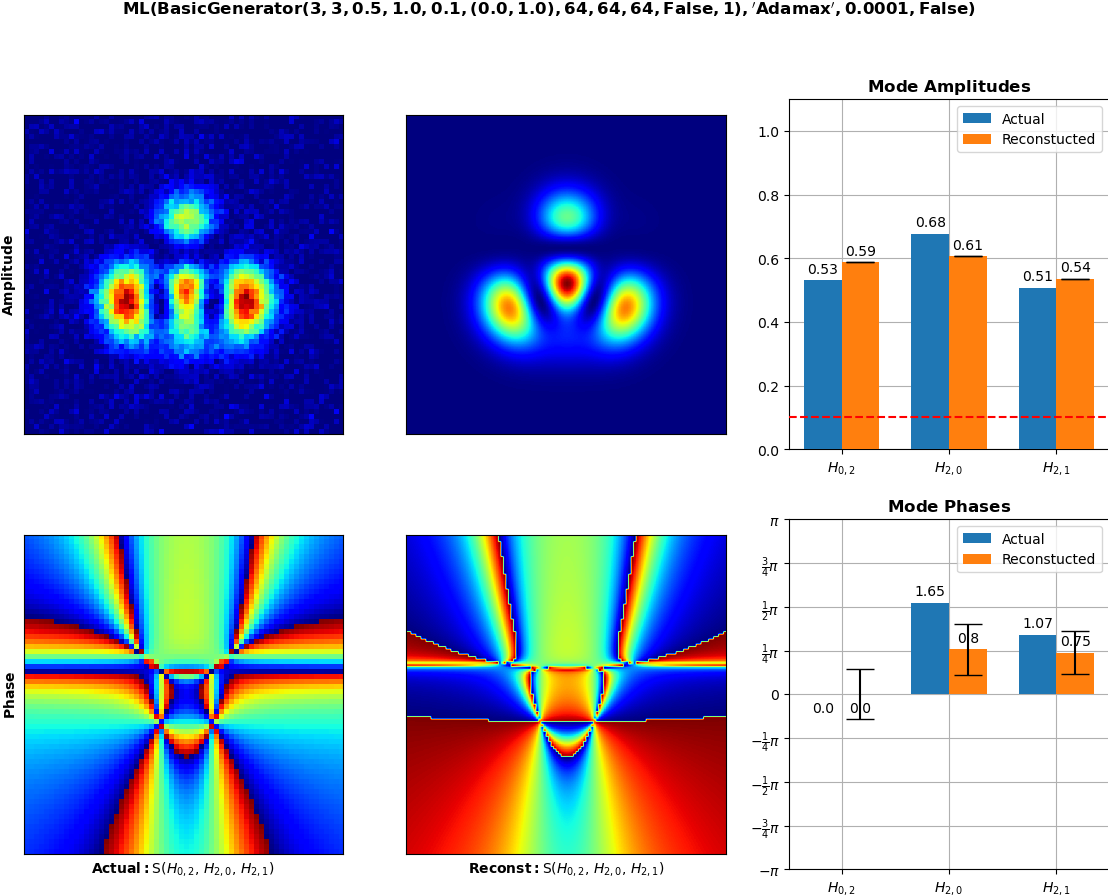 ML(BasicGenerator(3, 3, 0.5, 1.0, 0.1, (0.0, 1.0), 64, 64, 64, False, 1), ′Adamax′, 0.0001, False)
Amplitude
Mode Amplitudes
Actual
Reconstucted
1.0
0.8
0.6
0.4
0.2
0.0
0.53
0.59
0.68
0.61
0.51
0.54
H0, 2
H2, 0
H2, 1
Phase
Actual: S(H0, 2, H2, 0, H2, 1)
Reconst: S(H0, 2, H2, 0, H2, 1)
Mode Phases
Actual
Reconstucted
π
3/4π
1/2π
1/4π
0
−1/4π
−1/2π
−3/4π
−π
0.0
0.0
1.65
0.8
1.07
0.75
H0, 2
H2, 0
H2, 1